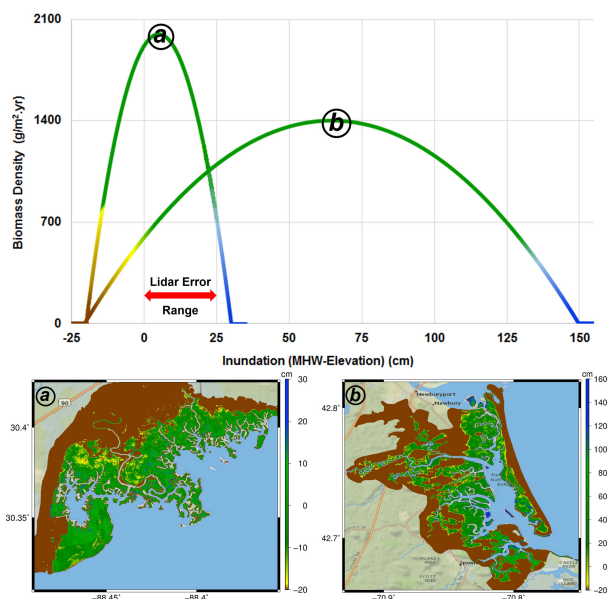 2100
1400
700
0
Biomass Density (g/m².yr)
a
b
Lidar Error
Range
-25 0 25 50 75 100 125 150
Inundation (MHW-Elevation) (cm)
a
90
30.4°
30.35°
−88.45° −88.4°
cm
30
20
10
0
−10
−20
b
Newburyport
Newbury
42.8°
42.7°
−70.9° −70.8°
cm
160
140
120
100
80
60
40
20
0
−20